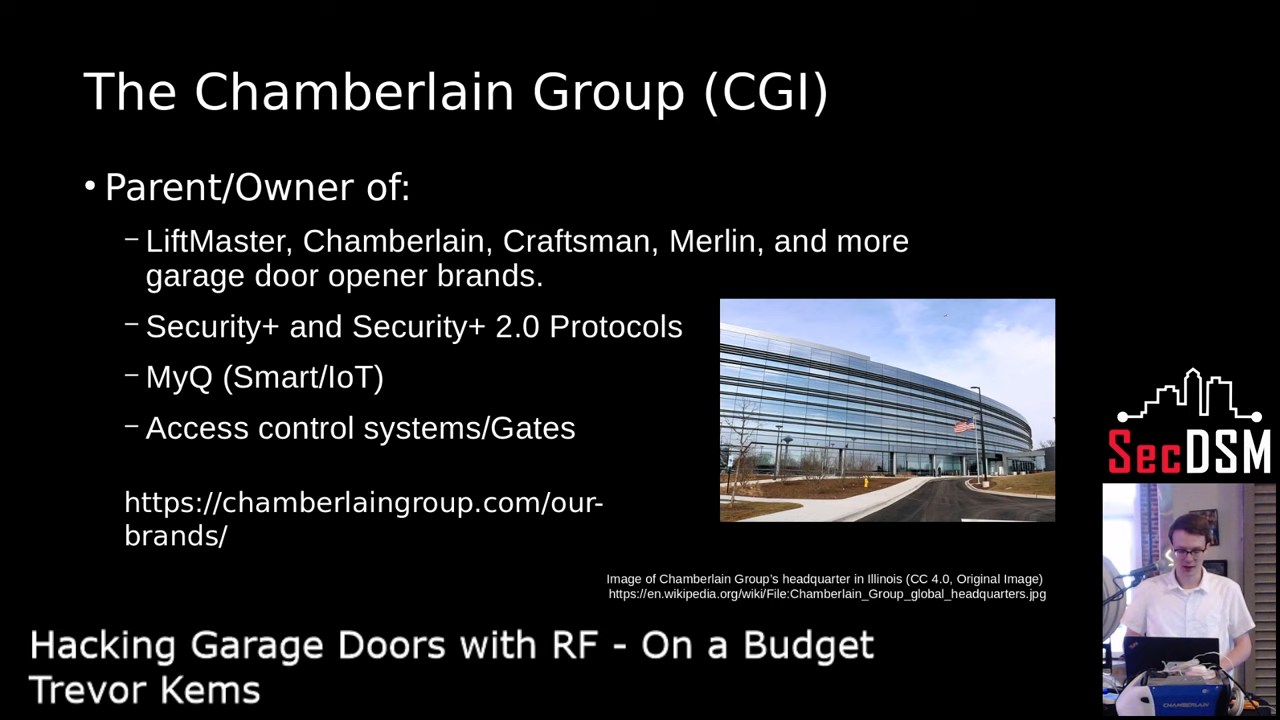 The Chamberlain Group (CGI)
• Parent/Owner of:
– LiftMaster, Chamberlain, Craftsman, Merlin, and more
garage door opener brands.
– Security+ and Security+ 2.0 Protocols
– MyQ (Smart/IoT)
– Access control systems/Gates
https://chamberlaingroup.com/our-
brands/
Image of Chamberlain Group's headquarter in Illinois (CC 4.0, Original Image)
https://en.wikipedia.org/wiki/File:Chamberlain_Group_global_headquarters.jpg
SecDSM
CHAMBERLAIN
Hacking Garage Doors with RF - On a Budget
Trevor Kems